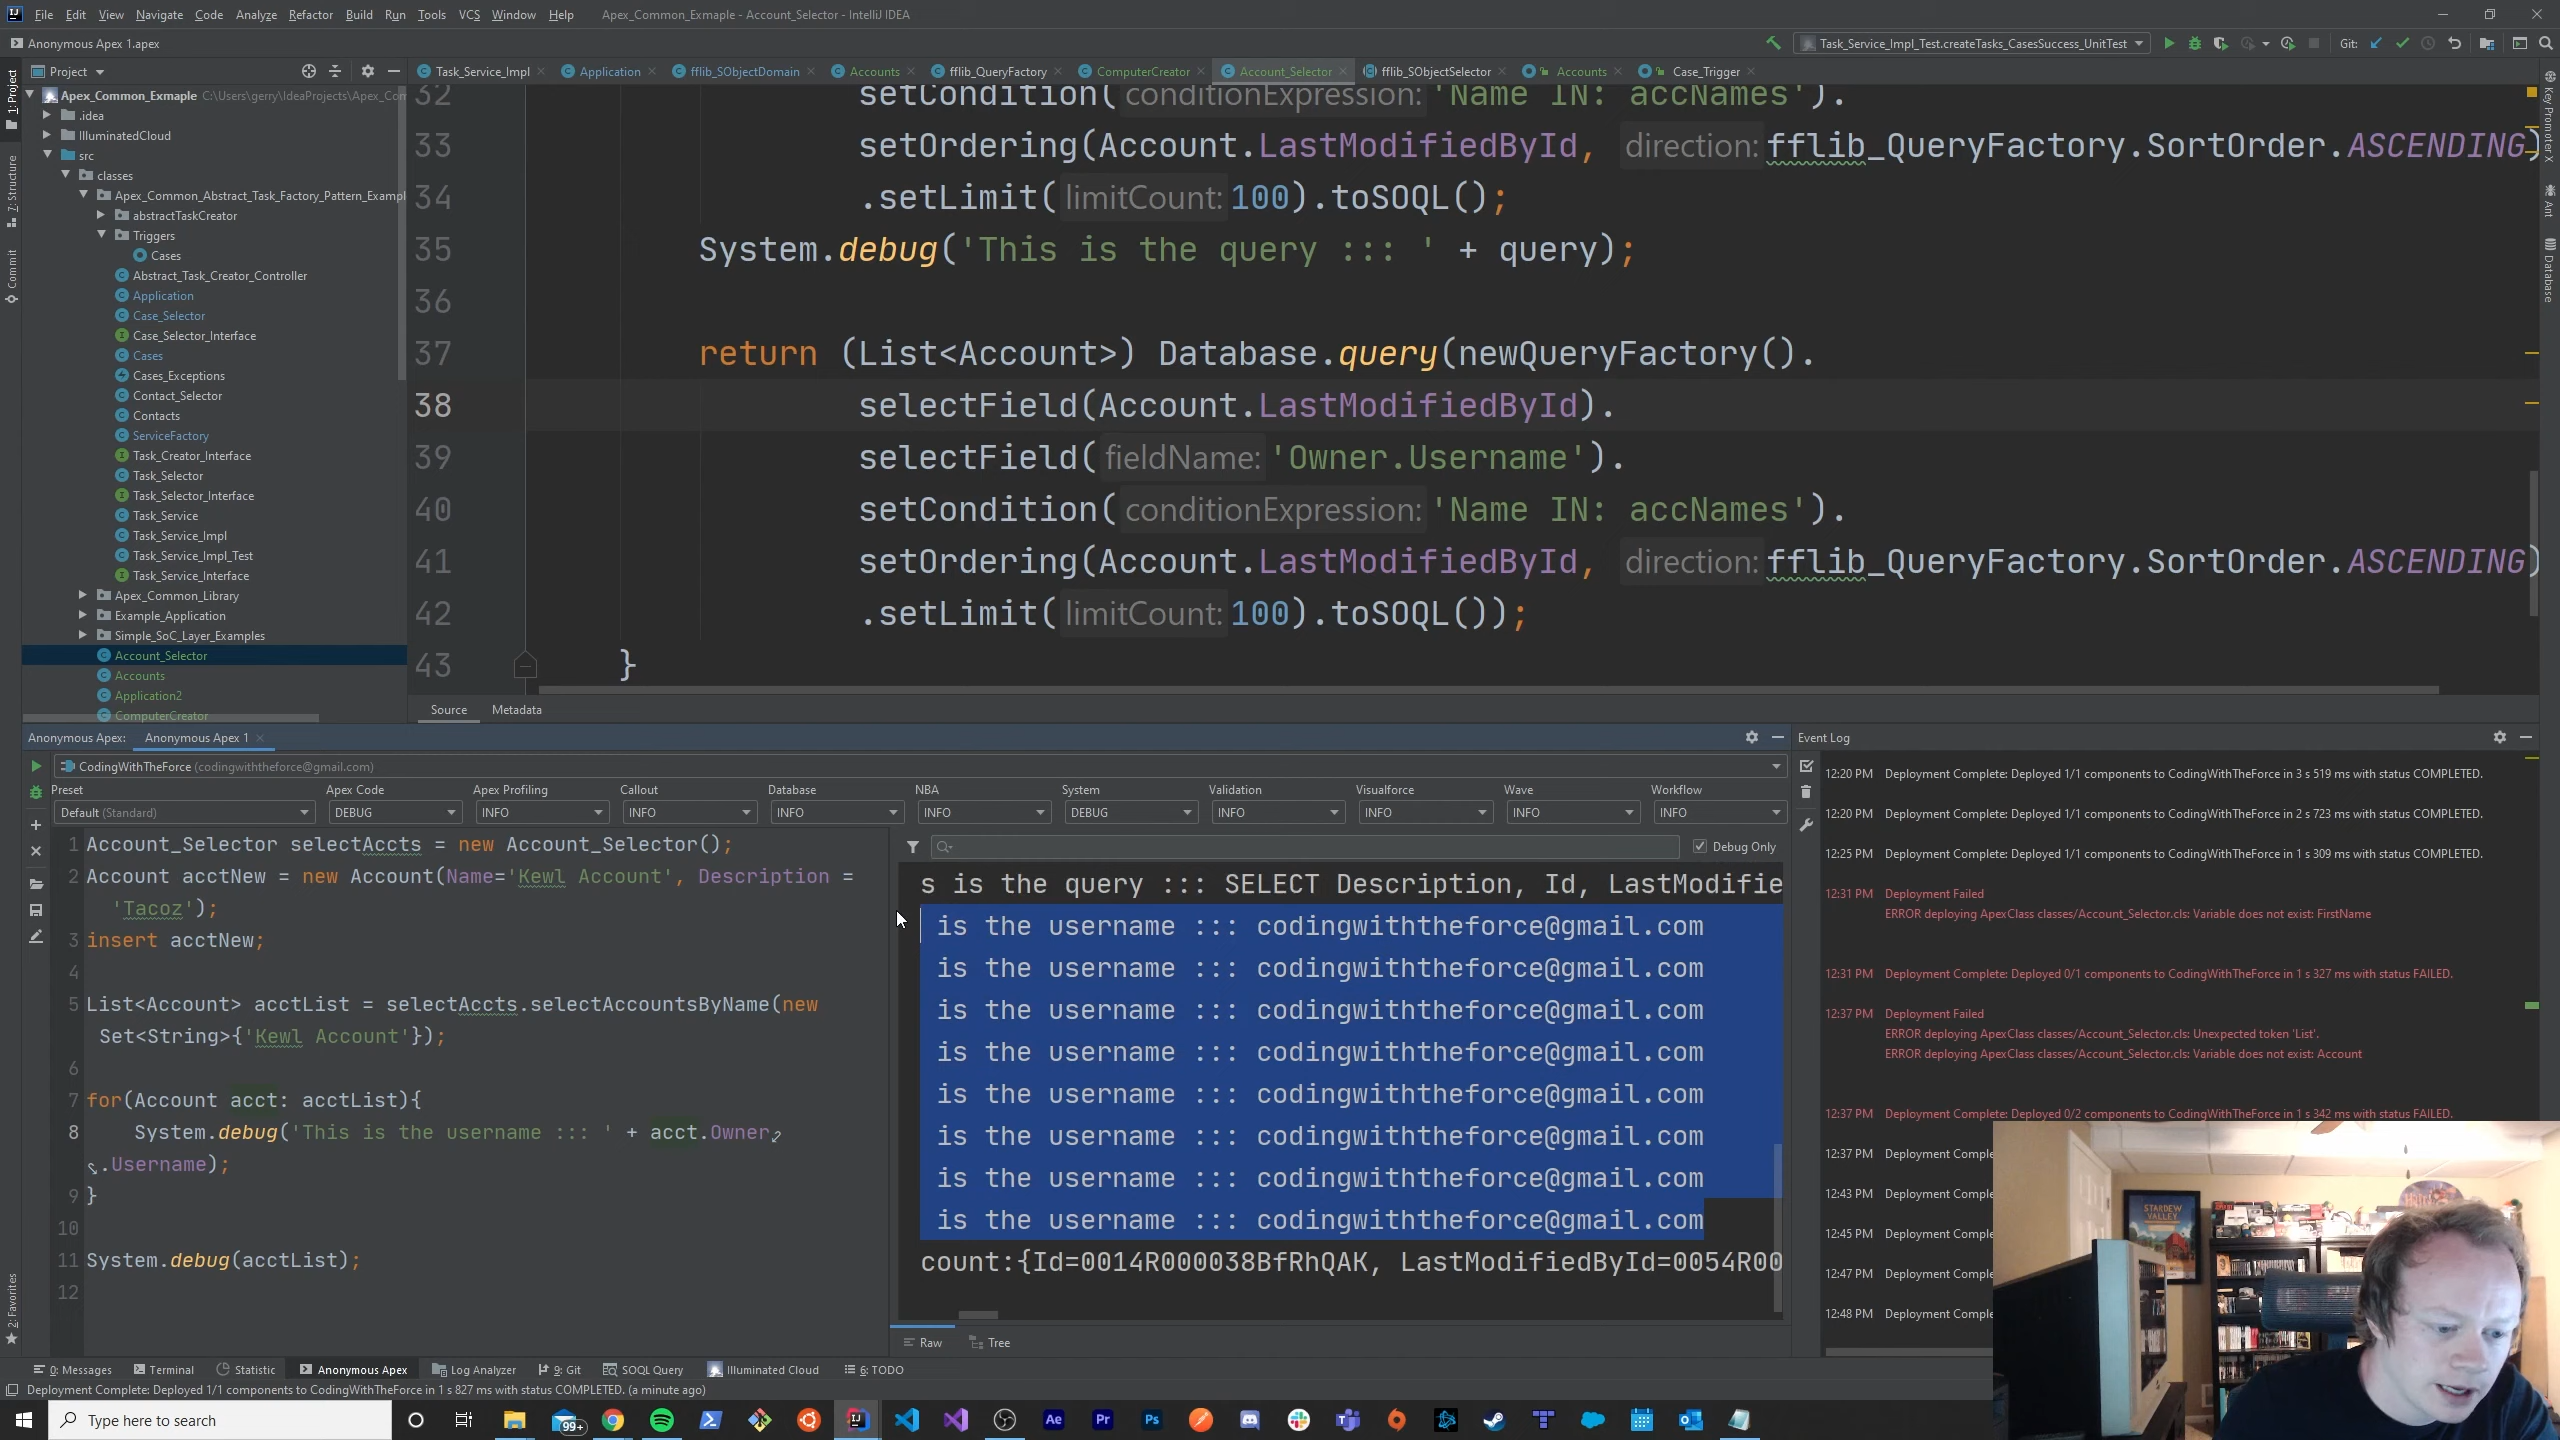 File Edit View Navigate Code Analyze Refactor Build Run Tools VCS Window Help Apex_Common_Exmaple - Account_Selector - IntelliJ IDEA
Anonymous Apex 1.apex
Task_Service_Impl_Test.createTasks_CasesSuccess_UnitTest
Git:
Project
Task_Service_Impl Application fflib_SObjectDomain Accounts fflib_QueryFactory ComputerCreator Account_Selector fflib_SObjectSelector Accounts Case_Trigger
1: Project
7: Structure
Commit
2: Favorites
Key Promoter X
Ant
Database
Apex_Common_Exmaple C:\Users\gerry\IdeaProjects\Apex_Con
.idea
IlluminatedCloud
src
classes
Apex_Common_Abstract_Task_Factory_Pattern_Exampl
abstractTaskCreator
Triggers
Cases
Abstract_Task_Creator_Controller
Application
Case_Selector
Case_Selector_Interface
Cases
Cases_Exceptions
Contact_Selector
Contacts
ServiceFactory
Task_Creator_Interface
Task_Selector
Task_Selector_Interface
Task_Service
Task_Service_Impl
Task_Service_Impl_Test
Task_Service_Interface
Apex_Common_Library
Example_Application
Simple_SoC_Layer_Examples
Account_Selector
Accounts
Application2
ComputerCreator
32 setCondition( conditionExpression: 'Name IN: accNames').
33 setOrdering(Account.LastModifiedById, direction: fflib_QueryFactory.SortOrder.ASCENDING)
34 .setLimit( limitCount: 100).toSOQL();
35 System.debug('This is the query ::: ' + query);
36
37 return (List<Account>) Database.query(newQueryFactory().
38 selectField(Account.LastModifiedById).
39 selectField( fieldName: 'Owner.Username').
40 setCondition( conditionExpression: 'Name IN: accNames').
41 setOrdering(Account.LastModifiedById, direction: fflib_QueryFactory.SortOrder.ASCENDING)
42 .setLimit( limitCount: 100).toSOQL());
43 }
Source Metadata
Anonymous Apex: Anonymous Apex 1
CodingWithTheForce (codingwiththeforce@gmail.com)
Preset Apex Code Apex Profiling Callout Database NBA System Validation Visualforce Wave Workflow
Default (Standard) DEBUG INFO INFO INFO INFO DEBUG INFO INFO INFO INFO
1 Account_Selector selectAccts = new Account_Selector();
2 Account acctNew = new Account(Name='Kewl Account', Description =
'Tacoz');
3 insert acctNew;
4
5 List<Account> acctList = selectAccts.selectAccountsByName(new
Set<String>{'Kewl Account'});
6
7 for(Account acct: acctList){
8 System.debug('This is the username ::: ' + acct.Owner
.Username);
9 }
10
11 System.debug(acctList);
12
Debug Only
s is the query ::: SELECT Description, Id, LastModifie
is the username ::: codingwiththeforce@gmail.com
is the username ::: codingwiththeforce@gmail.com
is the username ::: codingwiththeforce@gmail.com
is the username ::: codingwiththeforce@gmail.com
is the username ::: codingwiththeforce@gmail.com
is the username ::: codingwiththeforce@gmail.com
is the username ::: codingwiththeforce@gmail.com
is the username ::: codingwiththeforce@gmail.com
count:{Id=0014R000038BfRhQAK, LastModifiedById=0054R00
Raw Tree
Event Log
12:20 PM Deployment Complete: Deployed 1/1 components to CodingWithTheForce in 3 s 519 ms with status COMPLETED.
12:20 PM Deployment Complete: Deployed 1/1 components to CodingWithTheForce in 2 s 723 ms with status COMPLETED.
12:25 PM Deployment Complete: Deployed 1/1 components to CodingWithTheForce in 1 s 309 ms with status COMPLETED.
12:31 PM Deployment Failed
ERROR deploying ApexClass classes/Account_Selector.cls: Variable does not exist: FirstName
12:31 PM Deployment Complete: Deployed 0/1 components to CodingWithTheForce in 1 s 327 ms with status FAILED.
12:37 PM Deployment Failed
ERROR deploying ApexClass classes/Account_Selector.cls: Unexpected token 'List'.
ERROR deploying ApexClass classes/Account_Selector.cls: Variable does not exist: Account
12:37 PM Deployment Complete: Deployed 0/2 components to CodingWithTheForce in 1 s 342 ms with status FAILED.
12:37 PM Deployment Comple
12:43 PM Deployment Comple
12:45 PM Deployment Comple
12:47 PM Deployment Comple
12:48 PM Deployment Comple
STARDEW VALLEY
0: Messages Terminal Statistic Anonymous Apex Log Analyzer 9: Git SOQL Query Illuminated Cloud 6: TODO
Deployment Complete: Deployed 1/1 components to CodingWithTheForce in 1 s 827 ms with status COMPLETED. (a minute ago)
Type here to search
99+
Ae Pr Ps